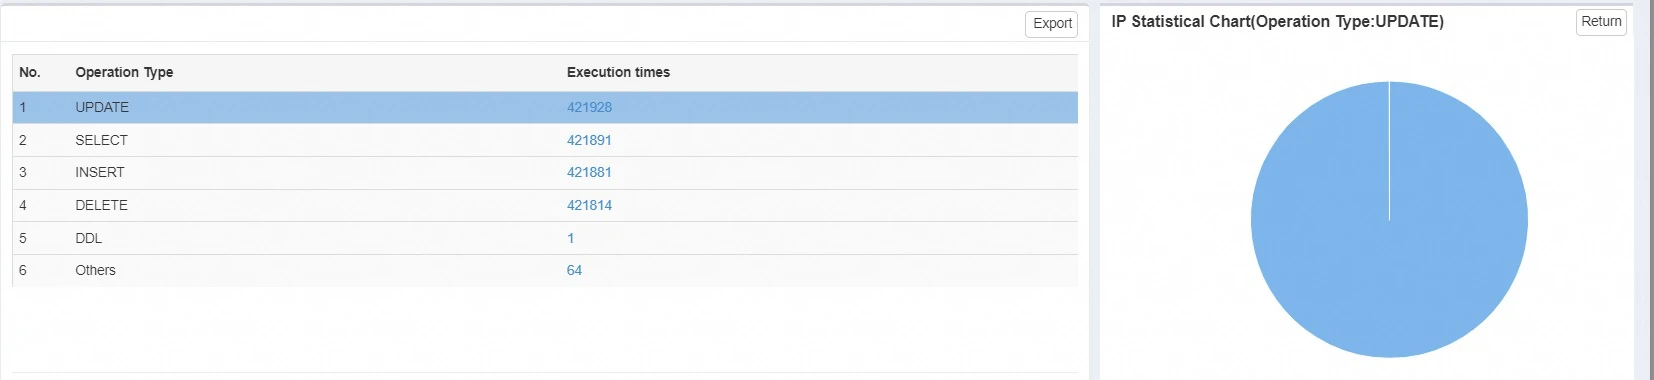 Export
No. Operation Type Execution times
1 UPDATE 421928
2 SELECT 421891
3 INSERT 421881
4 DELETE 421814
5 DDL 1
6 Others 64
IP Statistical Chart(Operation Type:UPDATE)
Return